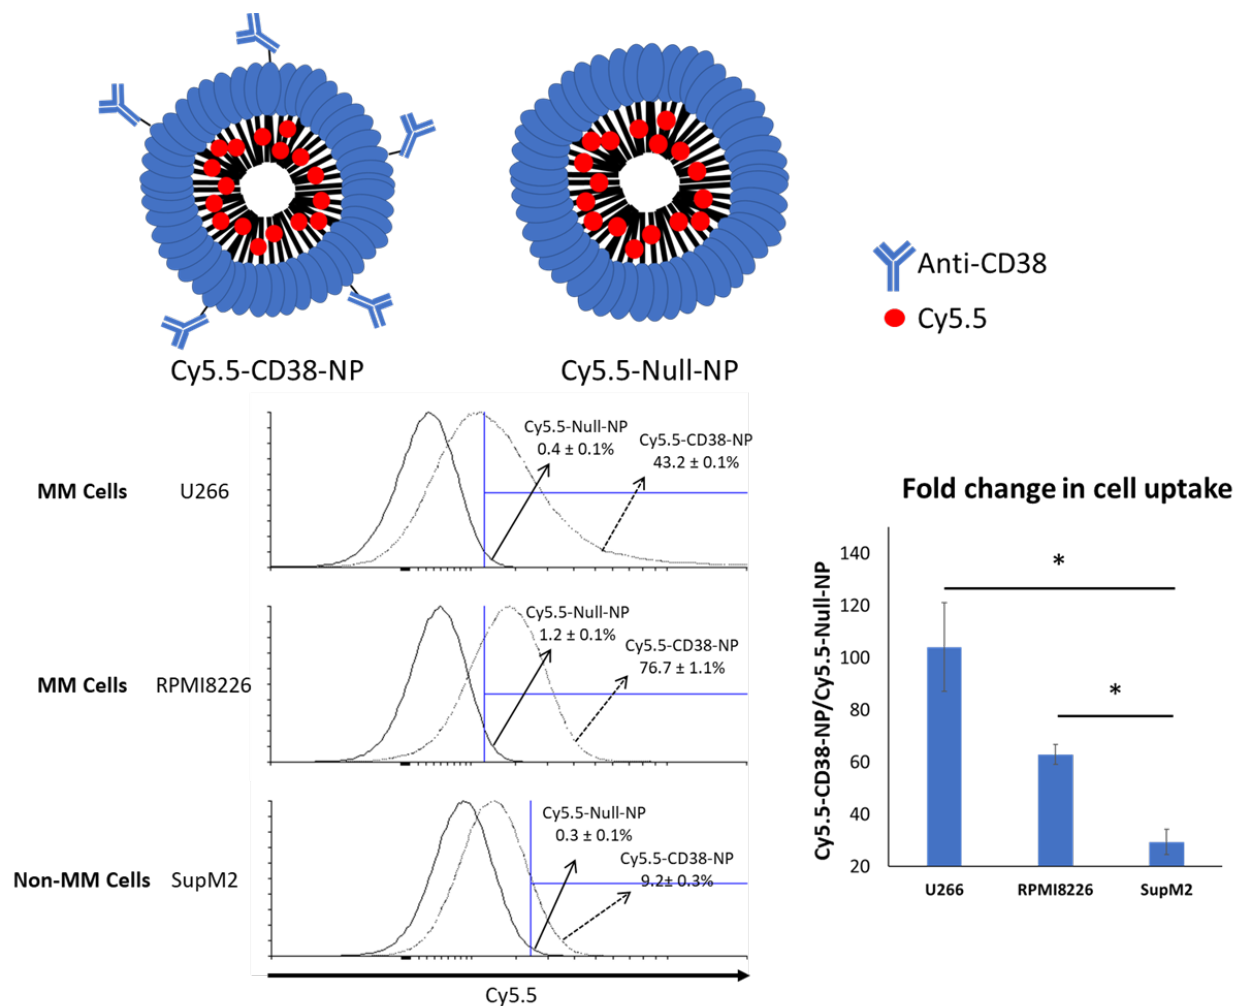 Anti-CD38
Cy5.5
Cy5.5-CD38-NP
Cy5.5-Null-NP
MM Cells
U266
Cy5.5-Null-NP
0.4 ± 0.1%
Cy5.5-CD38-NP
43.2 ± 0.1%
MM Cells
RPMI8226
Cy5.5-Null-NP
1.2 ± 0.1%
Cy5.5-CD38-NP
76.7 ± 1.1%
Non-MM Cells
SupM2
Cy5.5-Null-NP
0.3 ± 0.1%
Cy5.5-CD38-NP
9.2± 0.3%
Cy5.5
Fold change in cell uptake
Cy5.5-CD38-NP/Cy5.5-Null-NP
140
120
100
80
60
40
20
*
*
U266
RPMI8226
SupM2